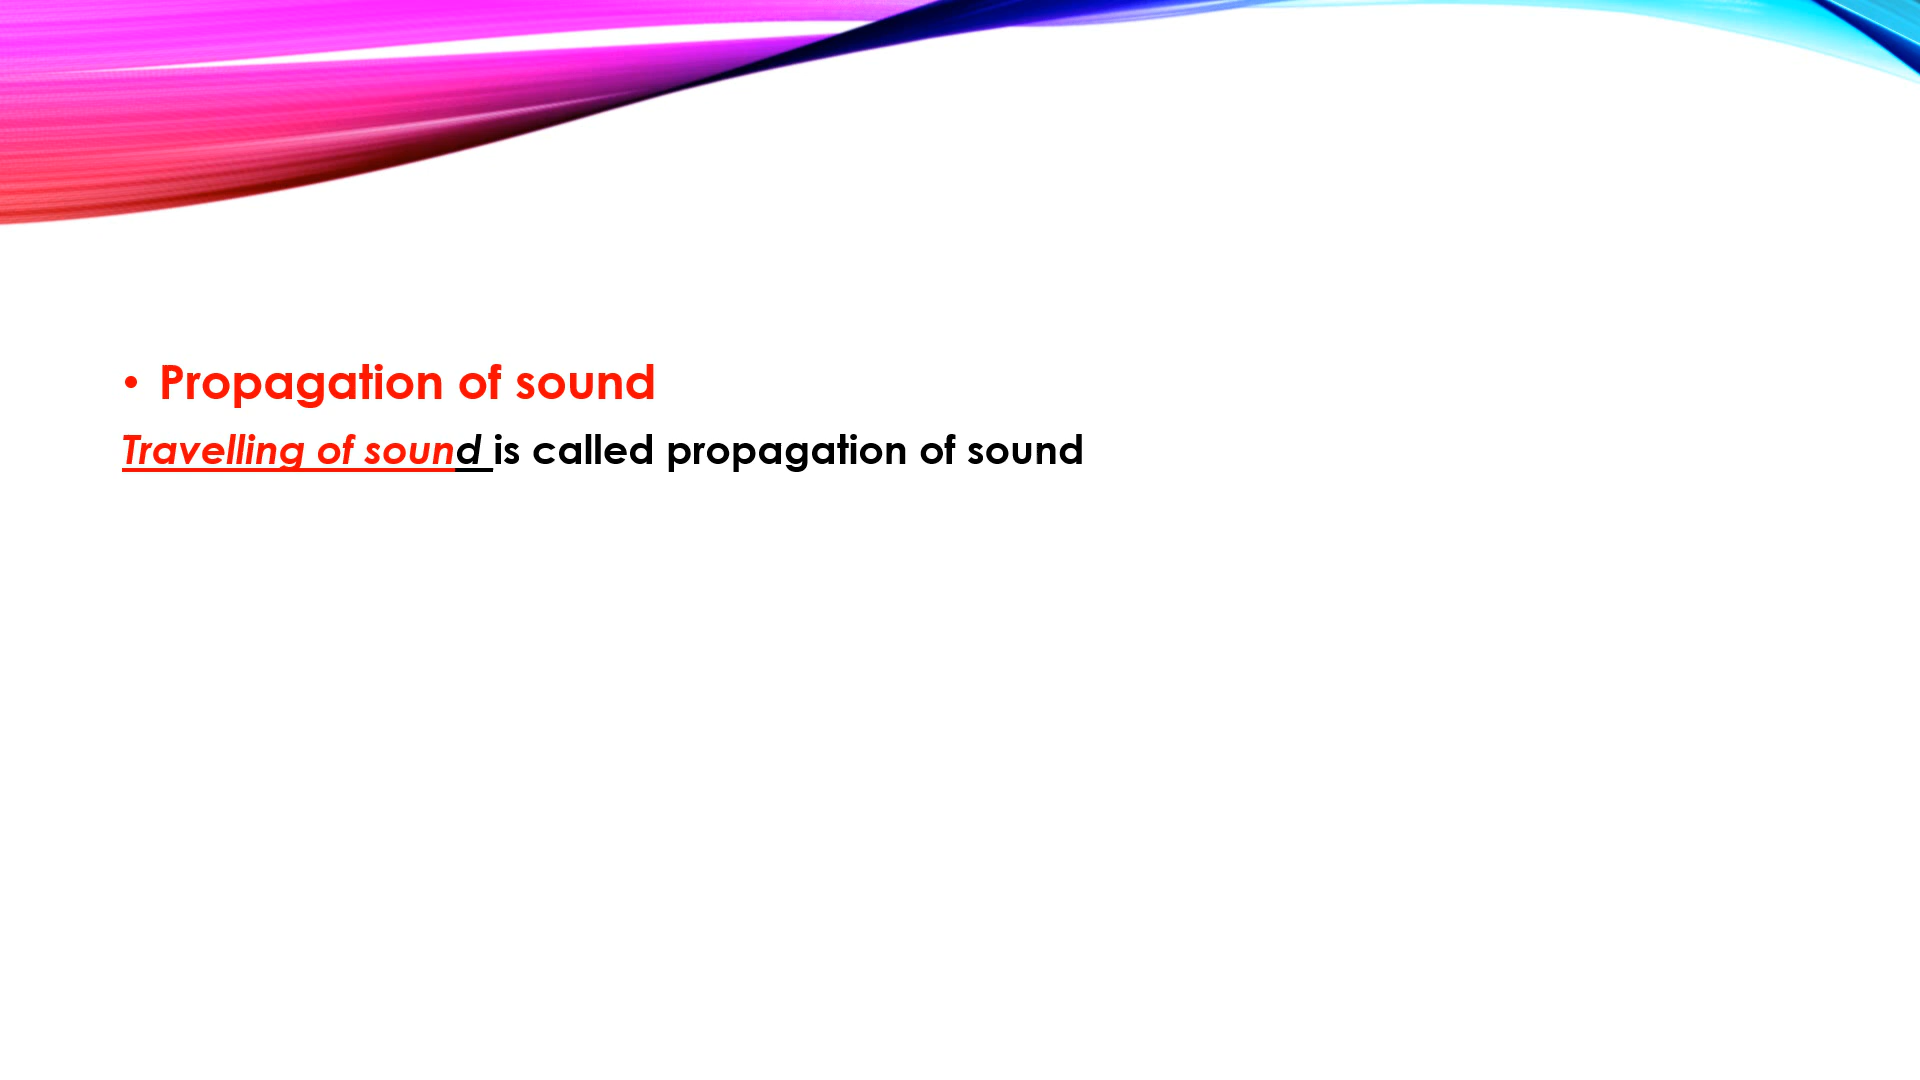 • Propagation of sound
Travelling of sound is called propagation of sound